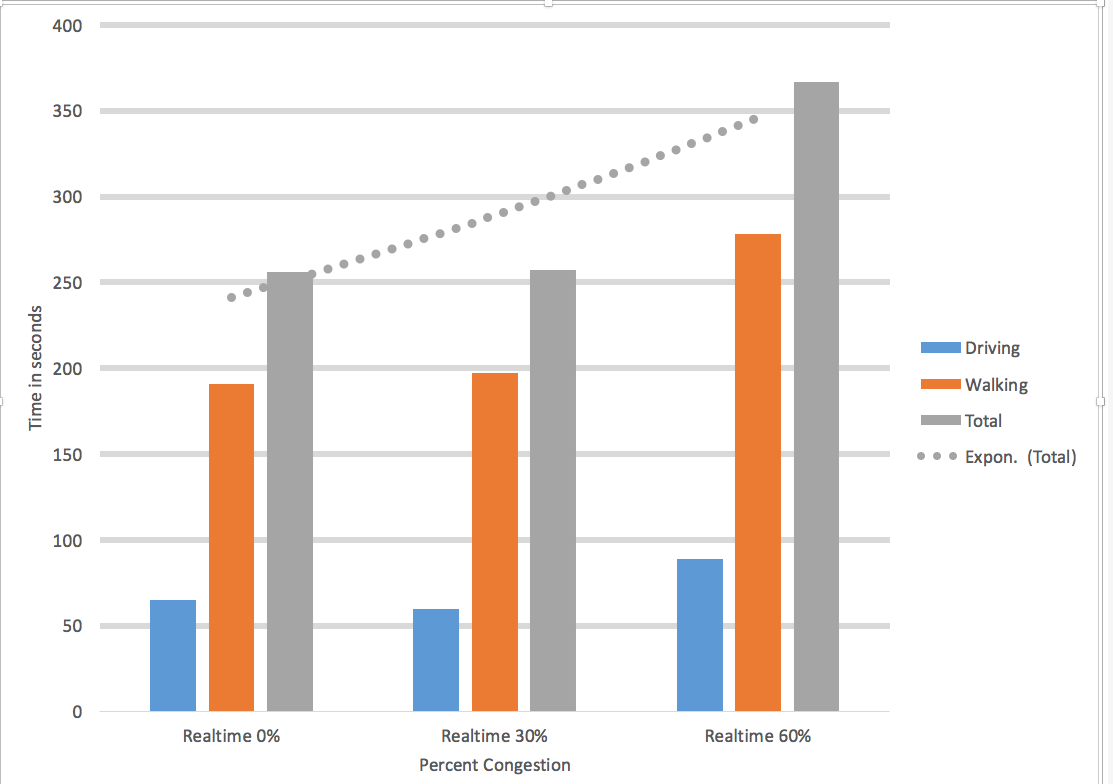 400
350
300
250
200
150
100
50
0
Time in seconds
Realtime 0% Realtime 30% Realtime 60%
Percent Congestion
Driving
Walking
Total
Expon. (Total)